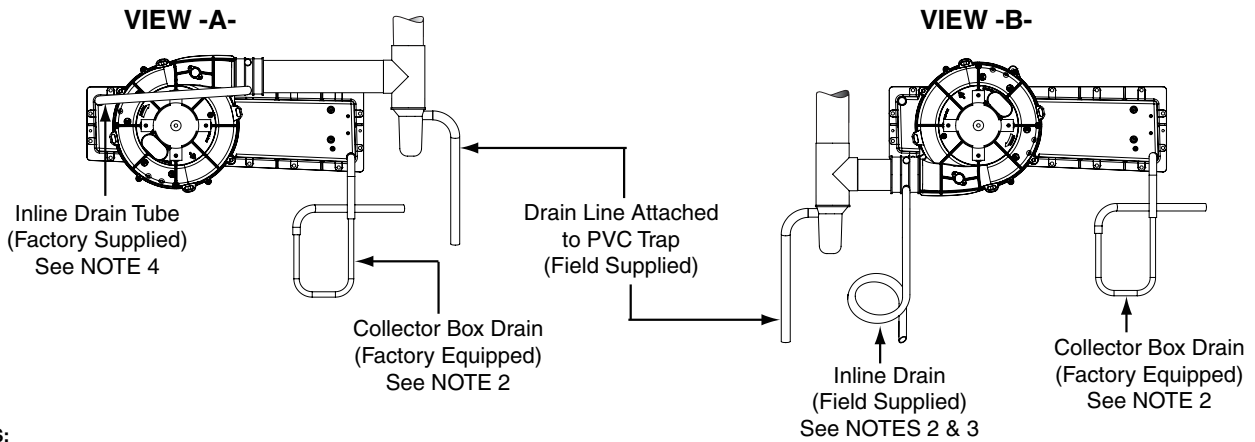 VIEW -A-
VIEW -B-
Inline Drain Tube
(Factory Supplied)
See NOTE 4
Drain Line Attached
to PVC Trap
(Field Supplied)
Collector Box Drain
(Factory Equipped)
See NOTE 2
Inline Drain
(Field Supplied)
See NOTES 2 & 3
Collector Box Drain
(Factory Equipped)
See NOTE 2